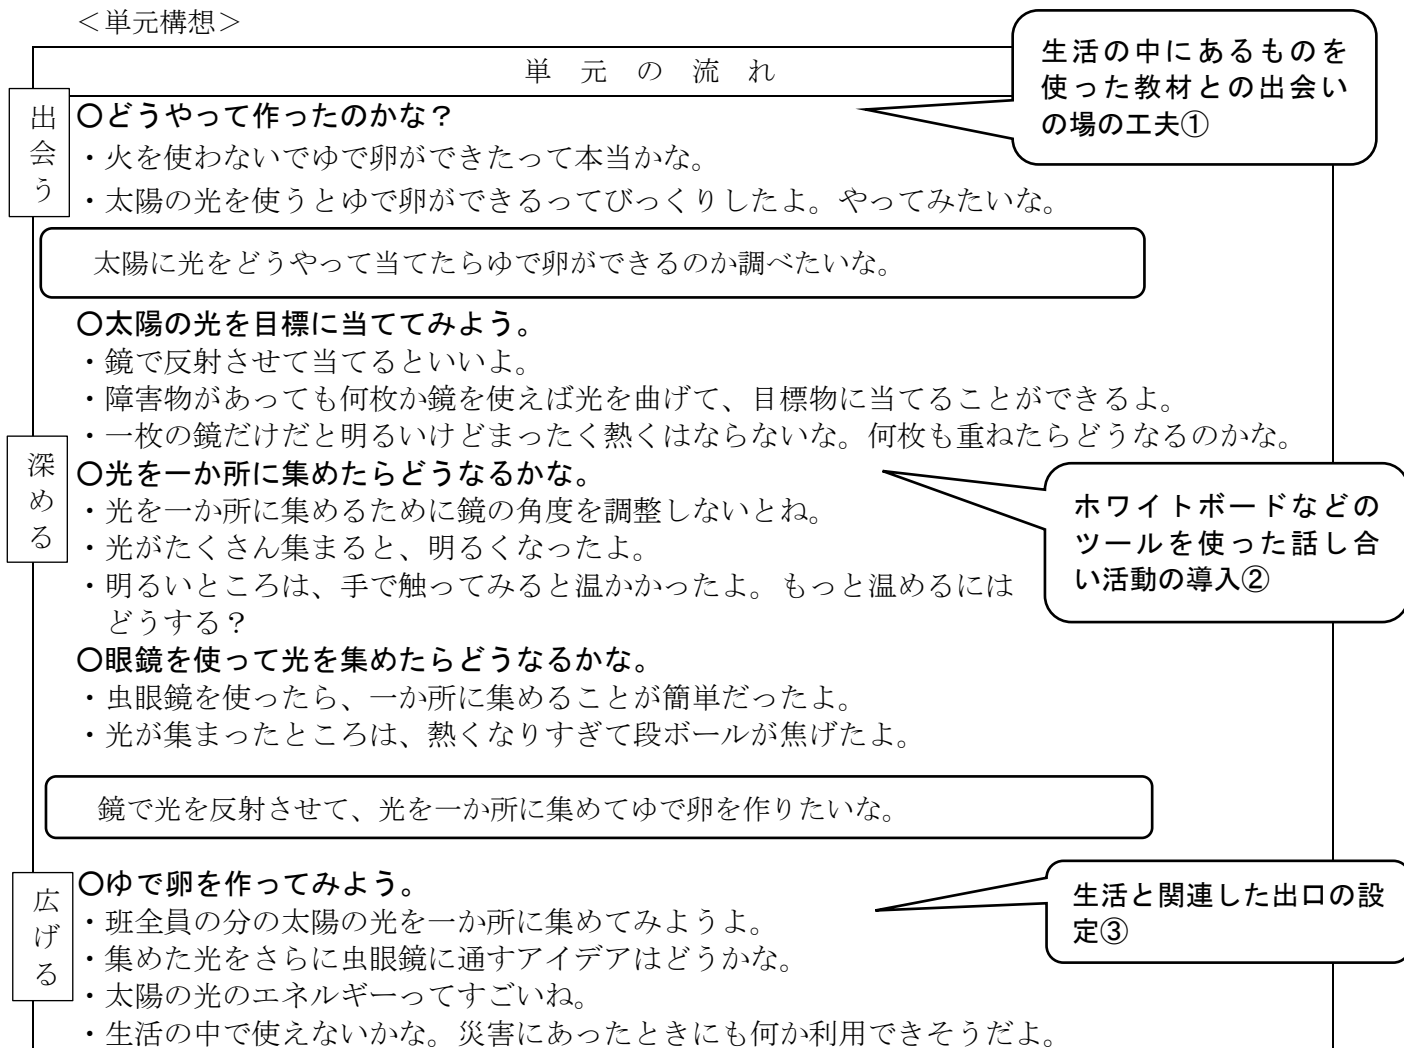 ＜単元構想＞
単　元　の　流　れ
生活の中にあるものを
使った教材との出会い
の場の工夫①
出会う
〇どうやって作ったのかな？
・火を使わないでゆで卵ができたって本当かな。
・太陽の光を使うとゆで卵ができるってびっくりしたよ。やってみたいな。
太陽に光をどうやって当てたらゆで卵ができるのか調べたいな。
深める
〇太陽の光を目標に当ててみよう。
・鏡で反射させて当てるといいよ。
・障害物があっても何枚か鏡を使えば光を曲げて、目標物に当てることができるよ。
・一枚の鏡だけだと明るいけどまったく熱くはならないな。何枚も重ねたらどうなるのかな。
〇光を一か所に集めたらどうなるかな。
・光を一か所に集めるために鏡の角度を調整しないとね。
・光がたくさん集まると、明るくなったよ。
・明るいところは、手で触ってみると温かかったよ。もっと温めるには
どうする？
ホワイトボードなどの
ツールを使った話し合
い活動の導入②
〇眼鏡を使って光を集めたらどうなるかな。
・虫眼鏡を使ったら、一か所に集めることが簡単だったよ。
・光が集まったところは、熱くなりすぎて段ボールが焦げたよ。
鏡で光を反射させて、光を一か所に集めてゆで卵を作りたいな。
広げる
〇ゆで卵を作ってみよう。
・班全員の分の太陽の光を一か所に集めてみようよ。
・集めた光をさらに虫眼鏡に通すアイデアはどうかな。
・太陽の光のエネルギーってすごいね。
・生活の中で使えないかな。災害にあったときにも何か利用できそうだよ。
生活と関連した出口の設
定③